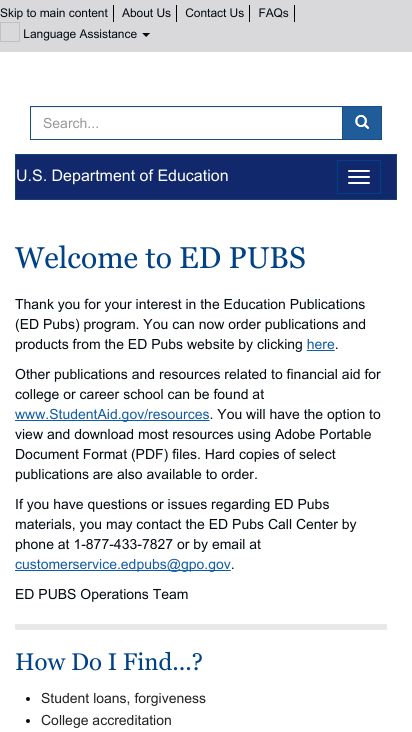 Skip to main content | About Us | Contact Us | FAQs |
Language Assistance
Search...
U.S. Department of Education
Welcome to ED PUBS
Thank you for your interest in the Education Publications
(ED Pubs) program. You can now order publications and
products from the ED Pubs website by clicking here.
Other publications and resources related to financial aid for
college or career school can be found at
www.StudentAid.gov/resources. You will have the option to
view and download most resources using Adobe Portable
Document Format (PDF) files. Hard copies of select
publications are also available to order.
If you have questions or issues regarding ED Pubs
materials, you may contact the ED Pubs Call Center by
phone at 1-877-433-7827 or by email at
customerservice.edpubs@gpo.gov.
ED PUBS Operations Team
How Do I Find...?
• Student loans, forgiveness
• College accreditation